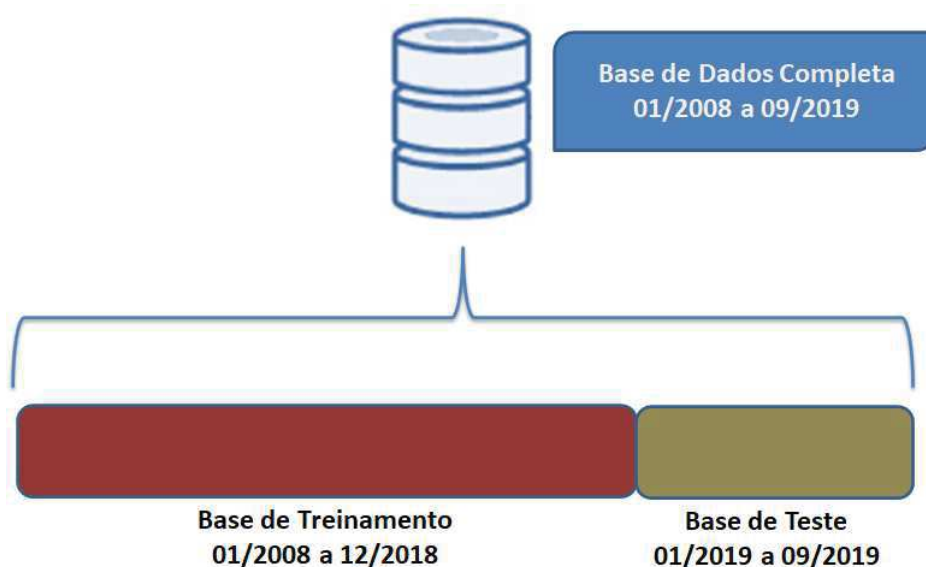 Base de Dados Completa
01/2008 a 09/2019
Base de Treinamento
01/2008 a 12/2018
Base de Teste
01/2019 a 09/2019